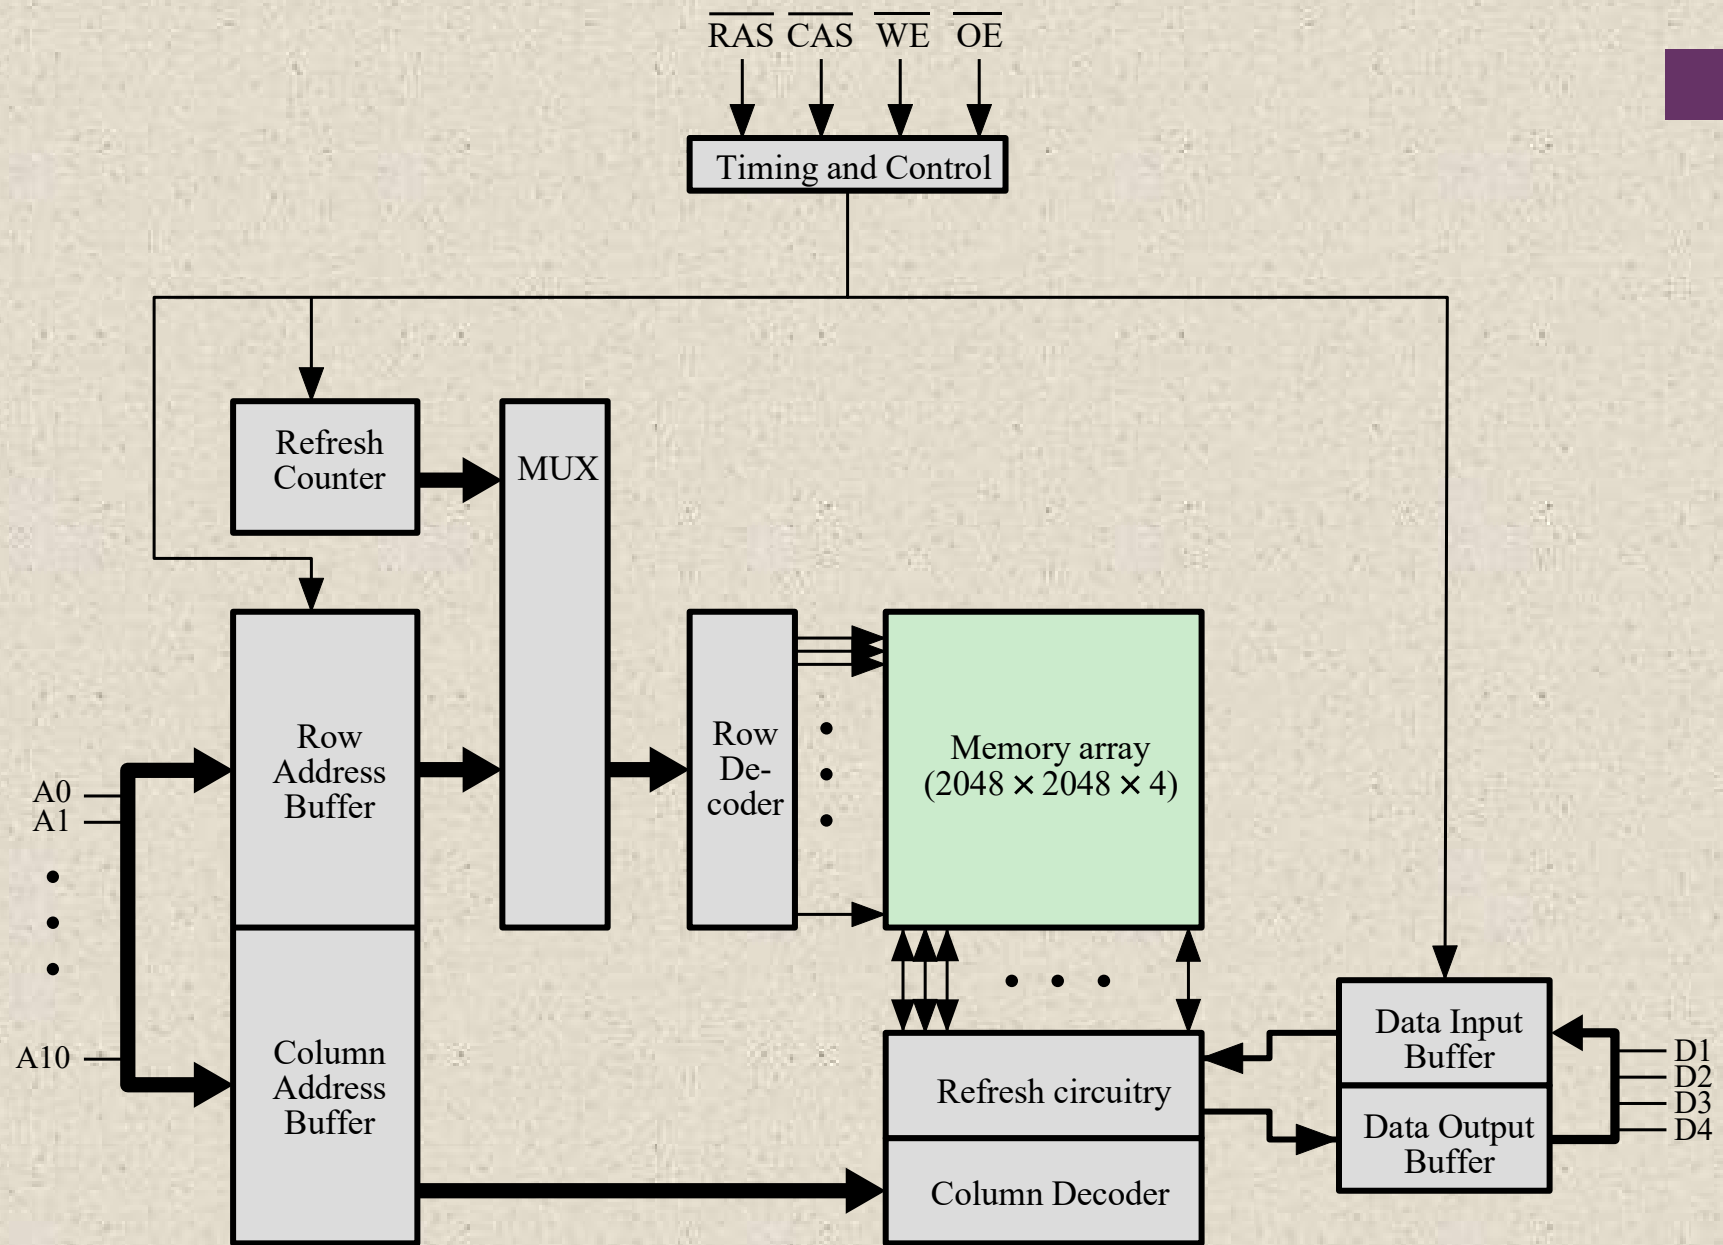 RAS CAS WE OE
Timing and Control
Refresh
Counter
MUX
Row
Address
Buffer
Row
De-
coder
Memory array
(2048 × 2048 × 4)
A0
A1
A10
Column
Address
Buffer
Refresh circuitry
Column Decoder
Data Input
Buffer
Data Output
Buffer
D1
D2
D3
D4